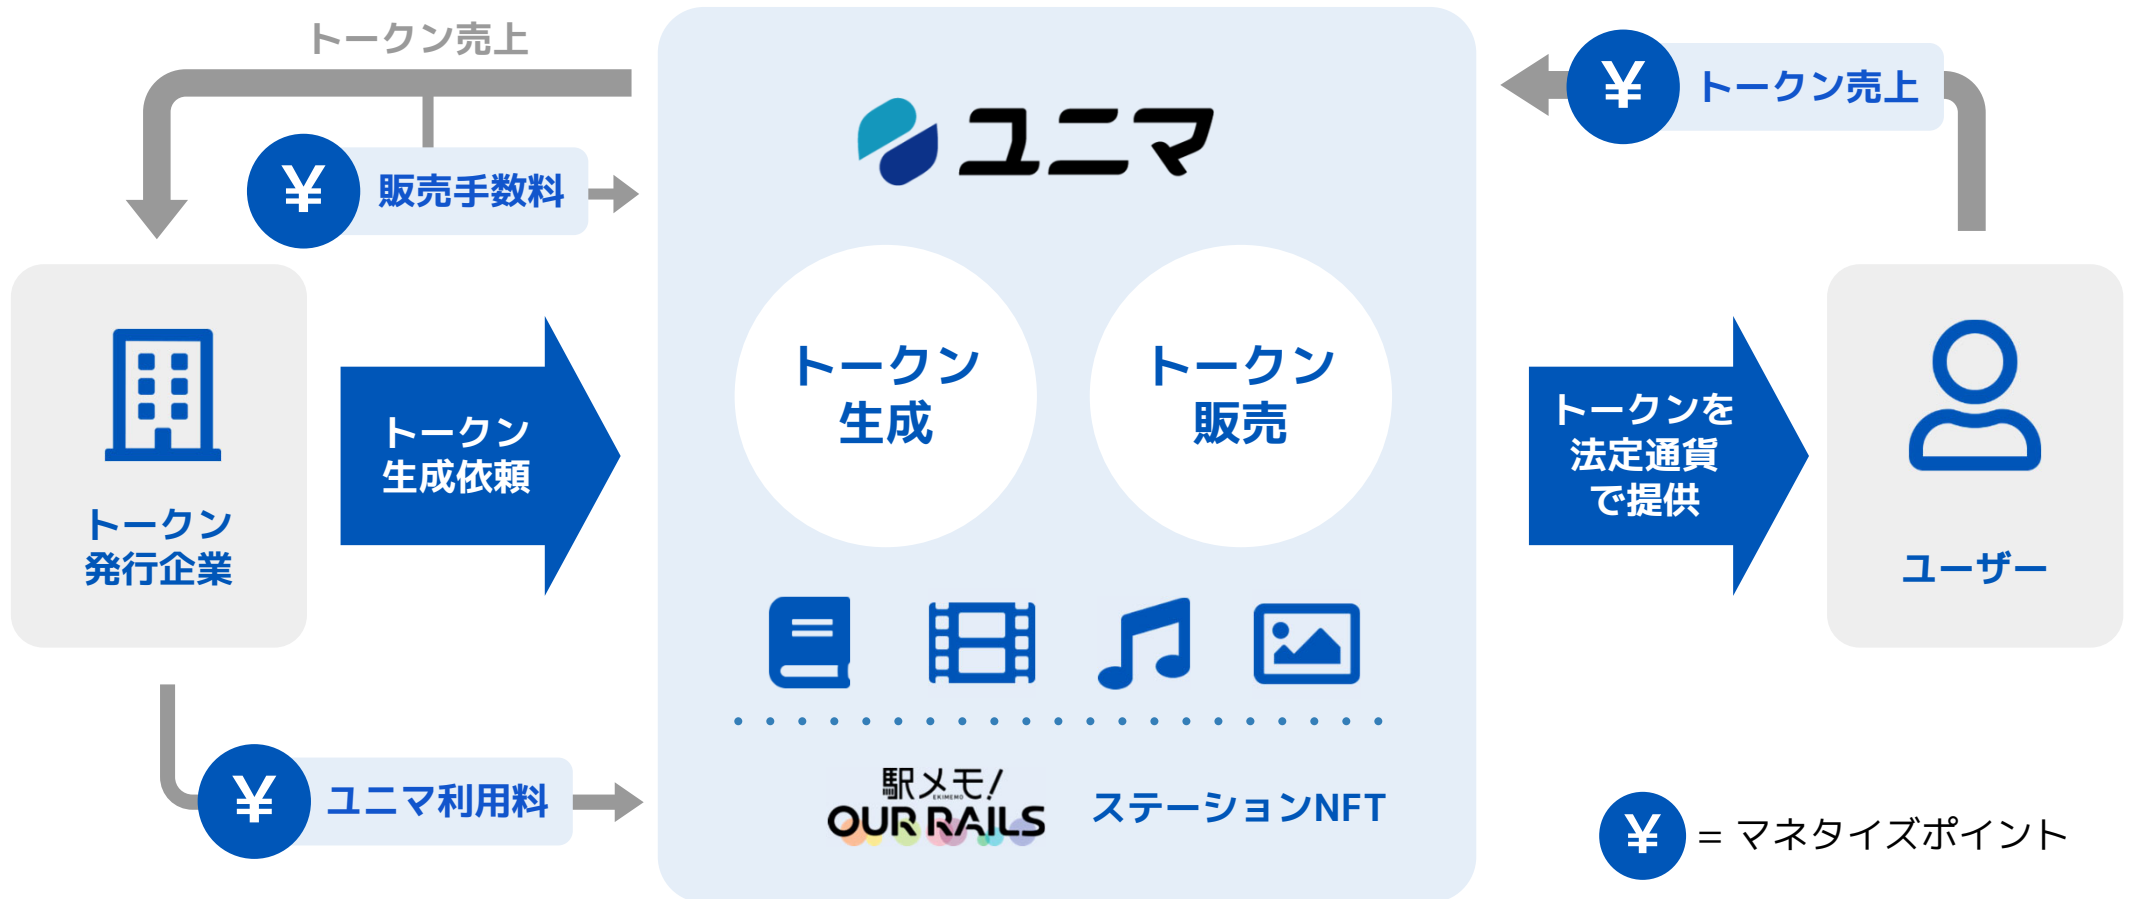 トークン売上
¥ 販売手数料
トークン
発行企業
トークン
生成依頼
¥ ユニマ利用料
ユニマ
トークン
生成
トークン
販売
駅メモ!
EKIMEMO
OUR RAILS
ステーションNFT
¥ トークン売上
トークンを
法定通貨
で提供
ユーザー
¥ = マネタイズポイント